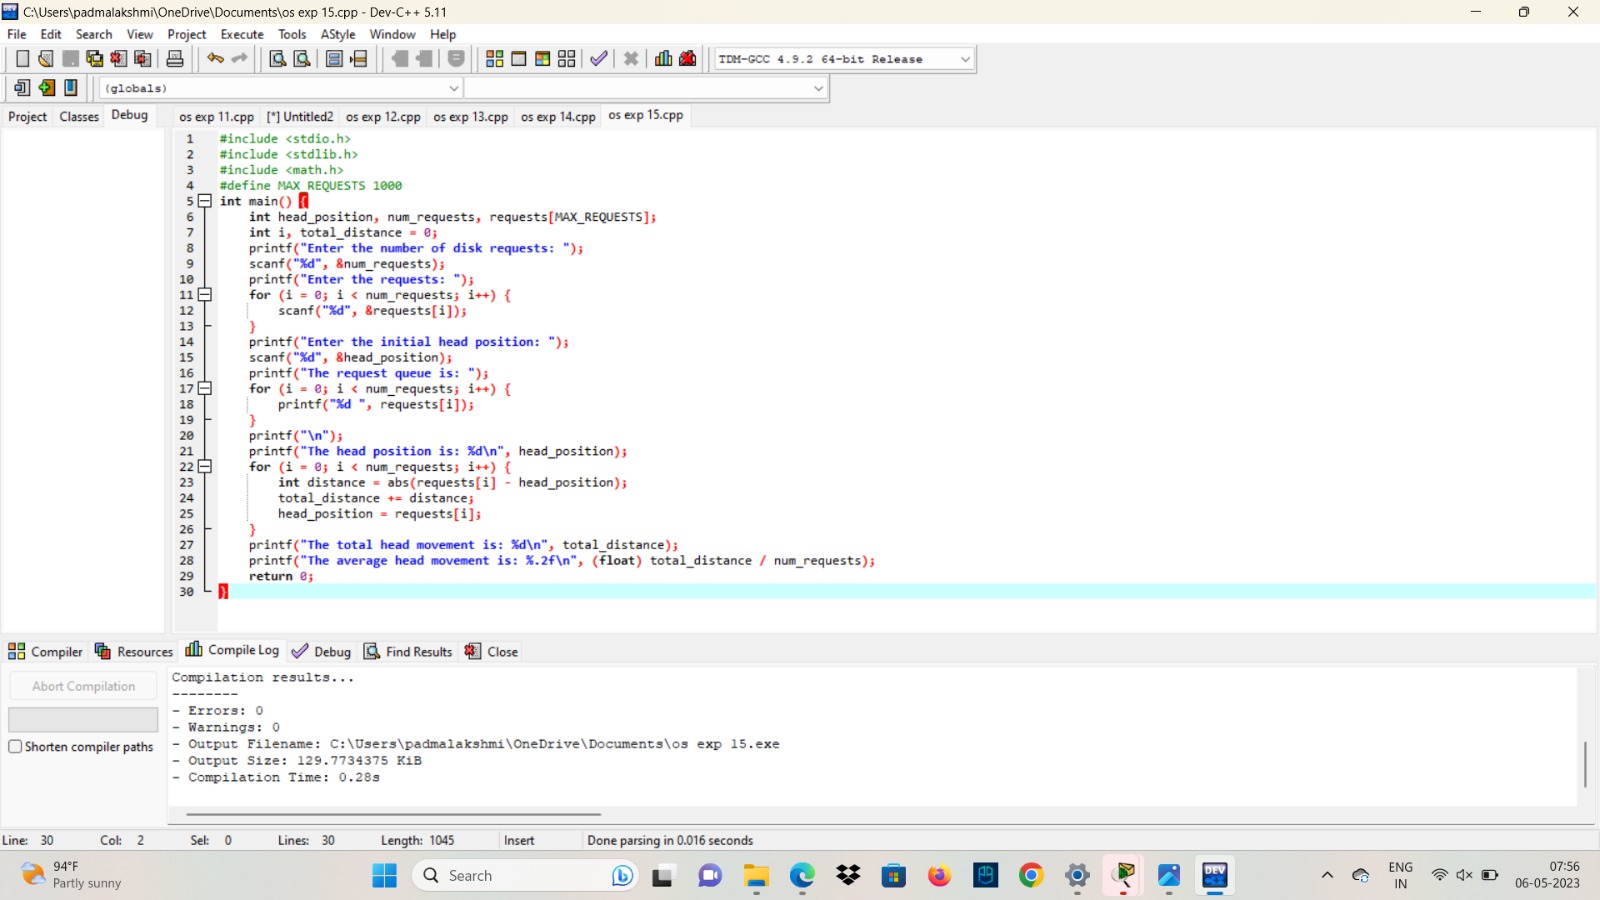 C:\Users\padmalakshmi\OneDrive\Documents\os exp 15.cpp - Dev-C++ 5.11
File Edit Search View Project Execute Tools AStyle Window Help
TDM-GCC 4.9.2 64-bit Release
(globals)
Project Classes Debug
os exp 11.cpp [*] Untitled2 os exp 12.cpp os exp 13.cpp os exp 14.cpp os exp 15.cpp
1 #include <stdio.h>
2 #include <stdlib.h>
3 #include <math.h>
4 #define MAX_REQUESTS 1000
5 int main() {
6 int head_position, num_requests, requests[MAX_REQUESTS];
7 int i, total_distance = 0;
8 printf("Enter the number of disk requests: ");
9 scanf("%d", &num_requests);
10 printf("Enter the requests: ");
11 for (i = 0; i < num_requests; i++) {
12 scanf("%d", &requests[i]);
13 }
14 printf("Enter the initial head position: ");
15 scanf("%d", &head_position);
16 printf("The request queue is: ");
17 for (i = 0; i < num_requests; i++) {
18 printf("%d ", requests[i]);
19 }
20 printf("\n");
21 printf("The head position is: %d\n", head_position);
22 for (i = 0; i < num_requests; i++) {
23 int distance = abs(requests[i] - head_position);
24 total_distance += distance;
25 head_position = requests[i];
26 }
27 printf("The total head movement is: %d\n", total_distance);
28 printf("The average head movement is: %.2f\n", (float) total_distance / num_requests);
29 return 0;
30 }
Compiler Resources Compile Log Debug Find Results Close
Abort Compilation
Shorten compiler paths
Compilation results...
--------
- Errors: 0
- Warnings: 0
- Output Filename: C:\Users\padmalakshmi\OneDrive\Documents\os exp 15.exe
- Output Size: 129.7734375 KiB
- Compilation Time: 0.28s
Line: 30 Col: 2 Sel: 0 Lines: 30 Length: 1045 Insert Done parsing in 0.016 seconds
94°F
Partly sunny
Search
DEV
ENG
IN
07:56
06-05-2023